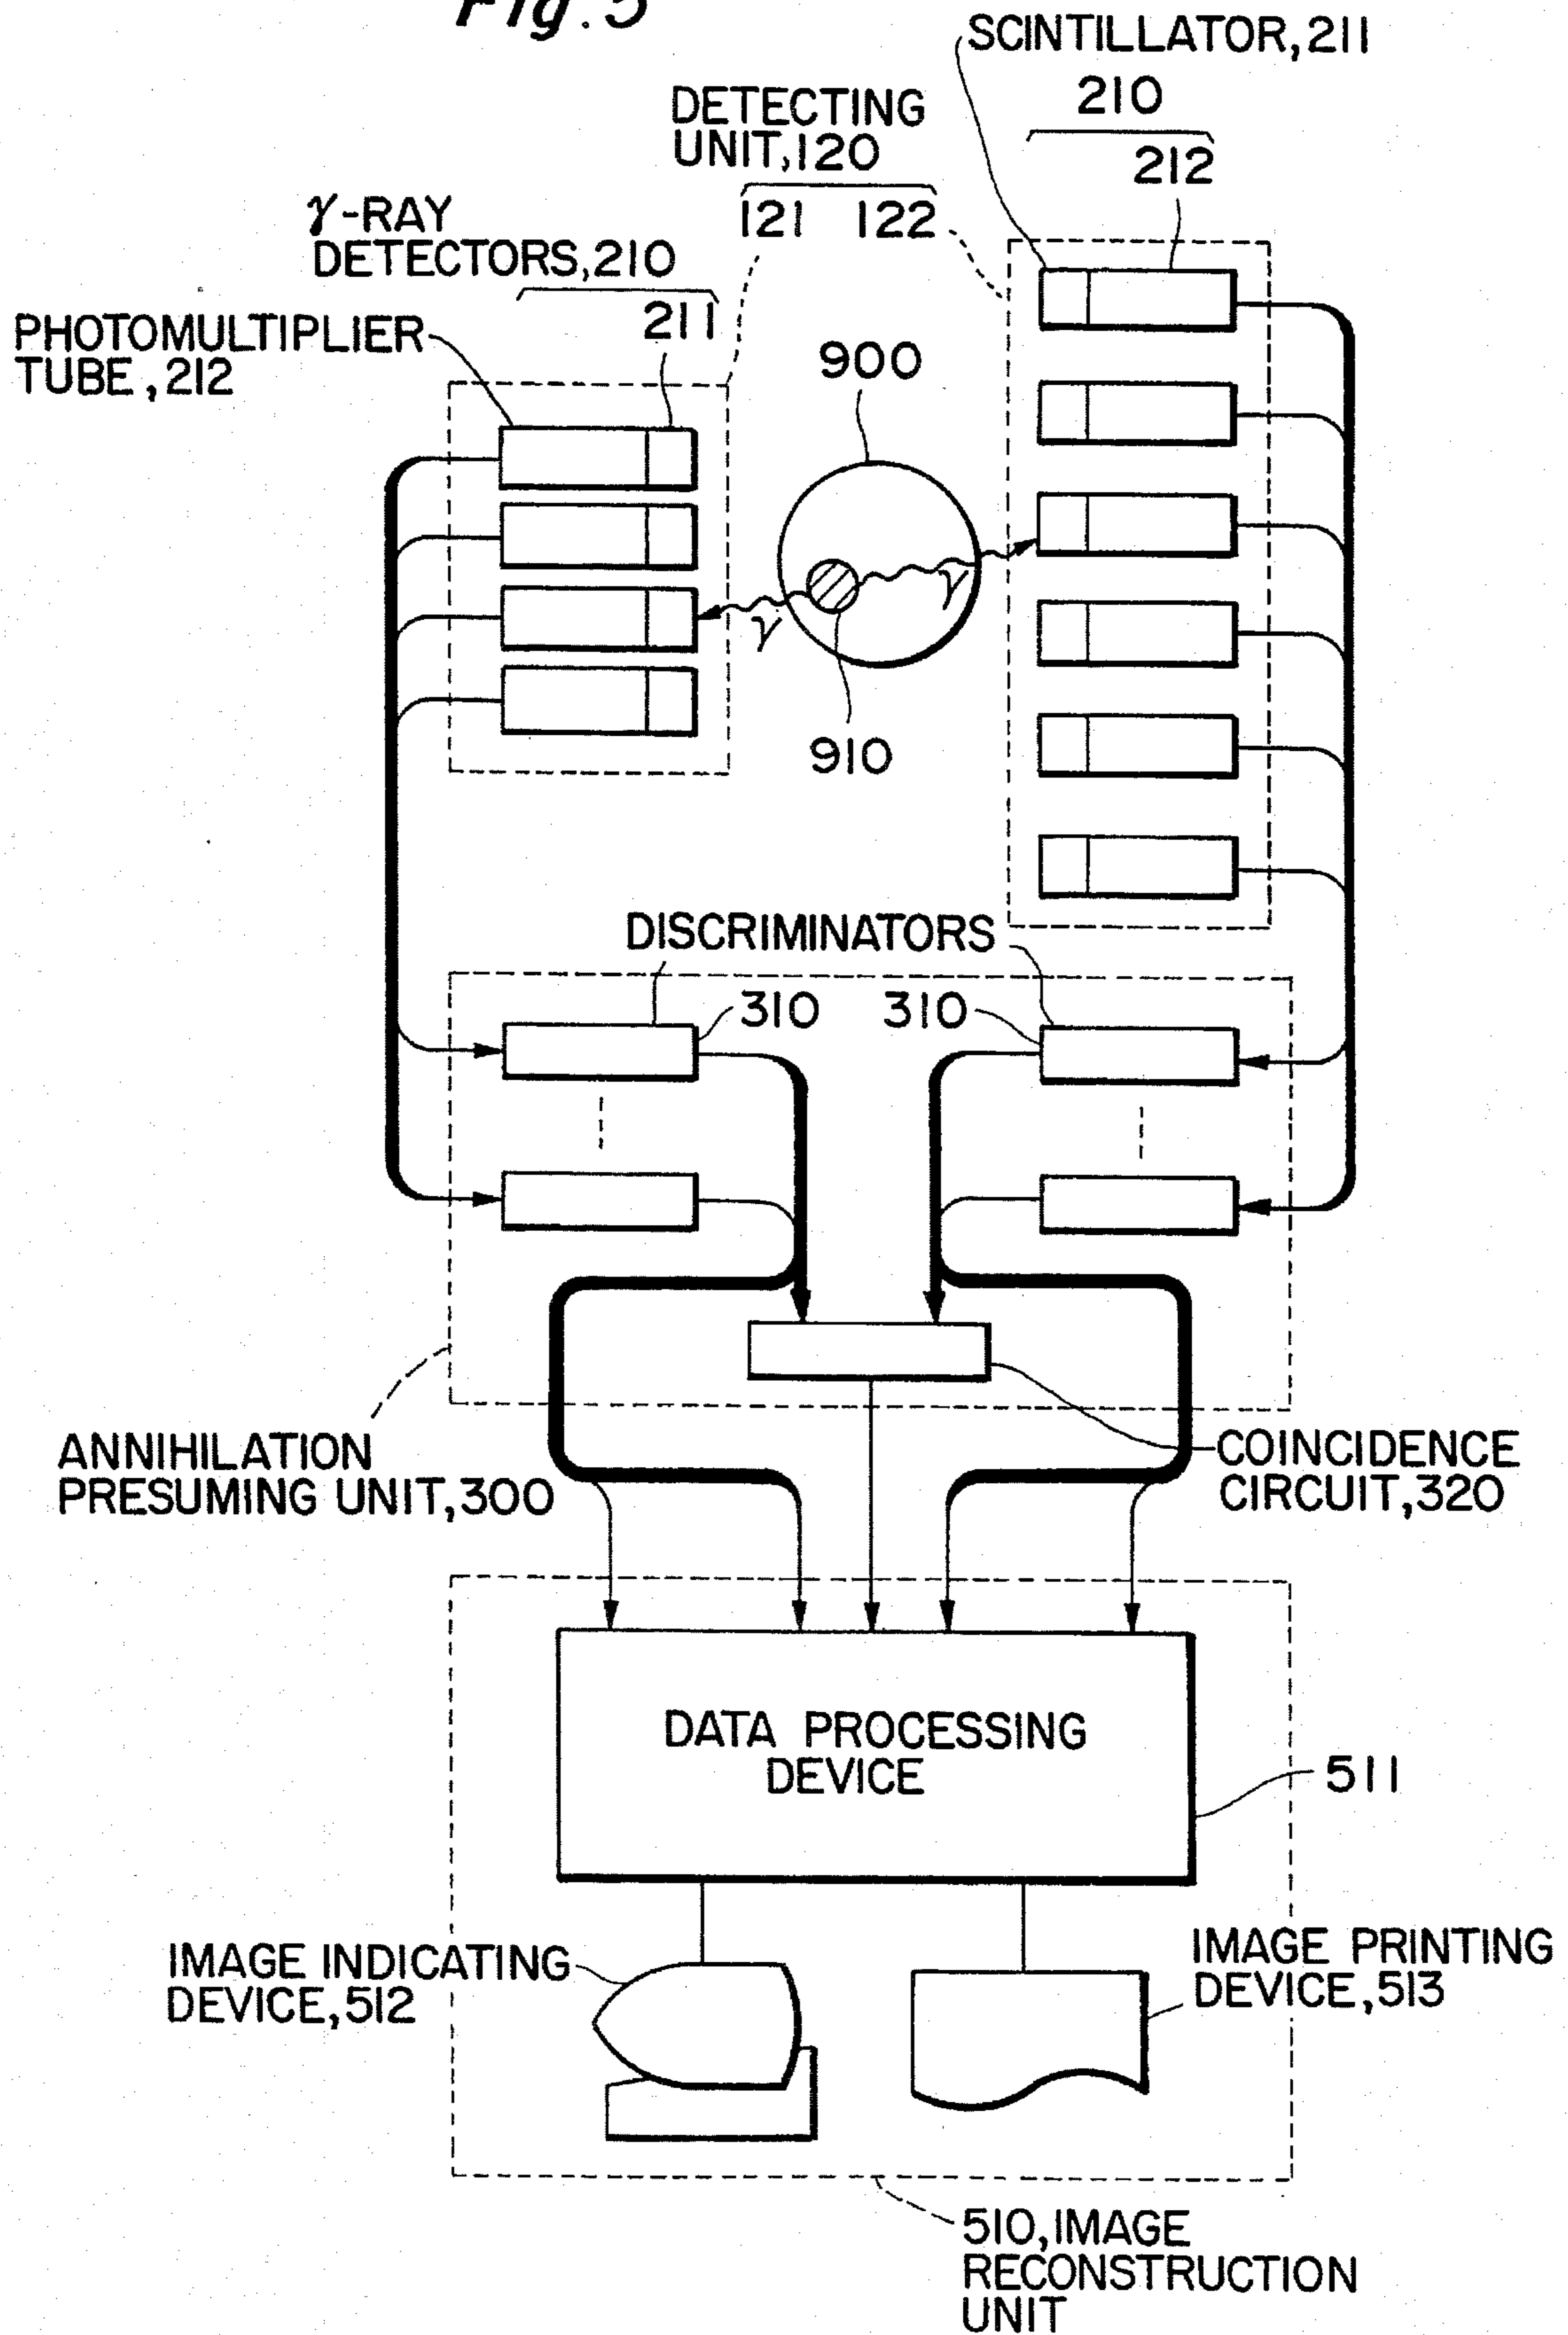 Fig. 5
SCINTILLATOR, 211
210
212
DETECTING
UNIT, 120
121 122
γ-RAY
DETECTORS, 210
211
PHOTOMULTIPLIER
TUBE, 212
900
γ
γ
910
DISCRIMINATORS
310
310
ANNIHILATION
PRESUMING UNIT, 300
COINCIDENCE
CIRCUIT, 320
DATA PROCESSING
DEVICE
511
IMAGE INDICATING
DEVICE, 512
IMAGE PRINTING
DEVICE, 513
510, IMAGE
RECONSTRUCTION
UNIT